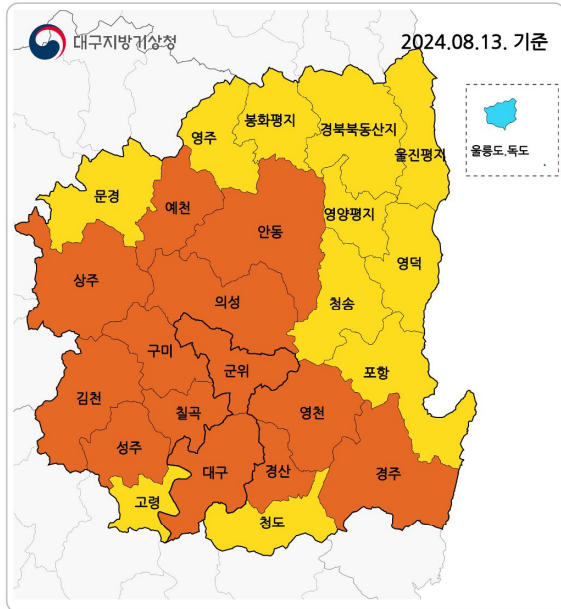 대구지방기상청
2024.08.13. 기준
봉화평지
영주
경북북동산지
울진평지
울릉도.독도
문경
예천
영양평지
안동
영덕
상주
의성
청송
구미
군위
포항
김천
칠곡
영천
성주
대구
경산
경주
고령
청도